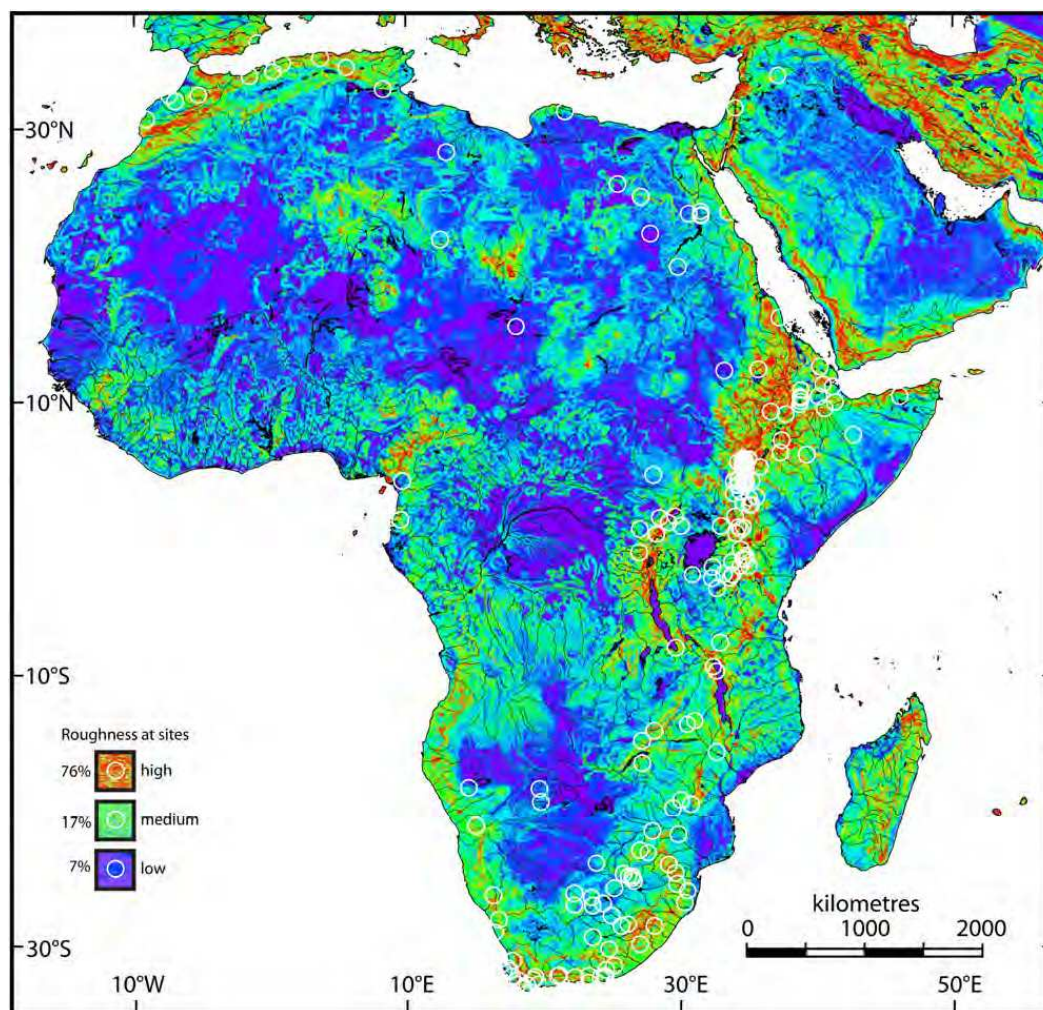 30°N
10°N
10°S
30°S
Roughness at sites
76% high
17% medium
7% low
kilometres
0 1000 2000
10°W 10°E 30°E 50°E